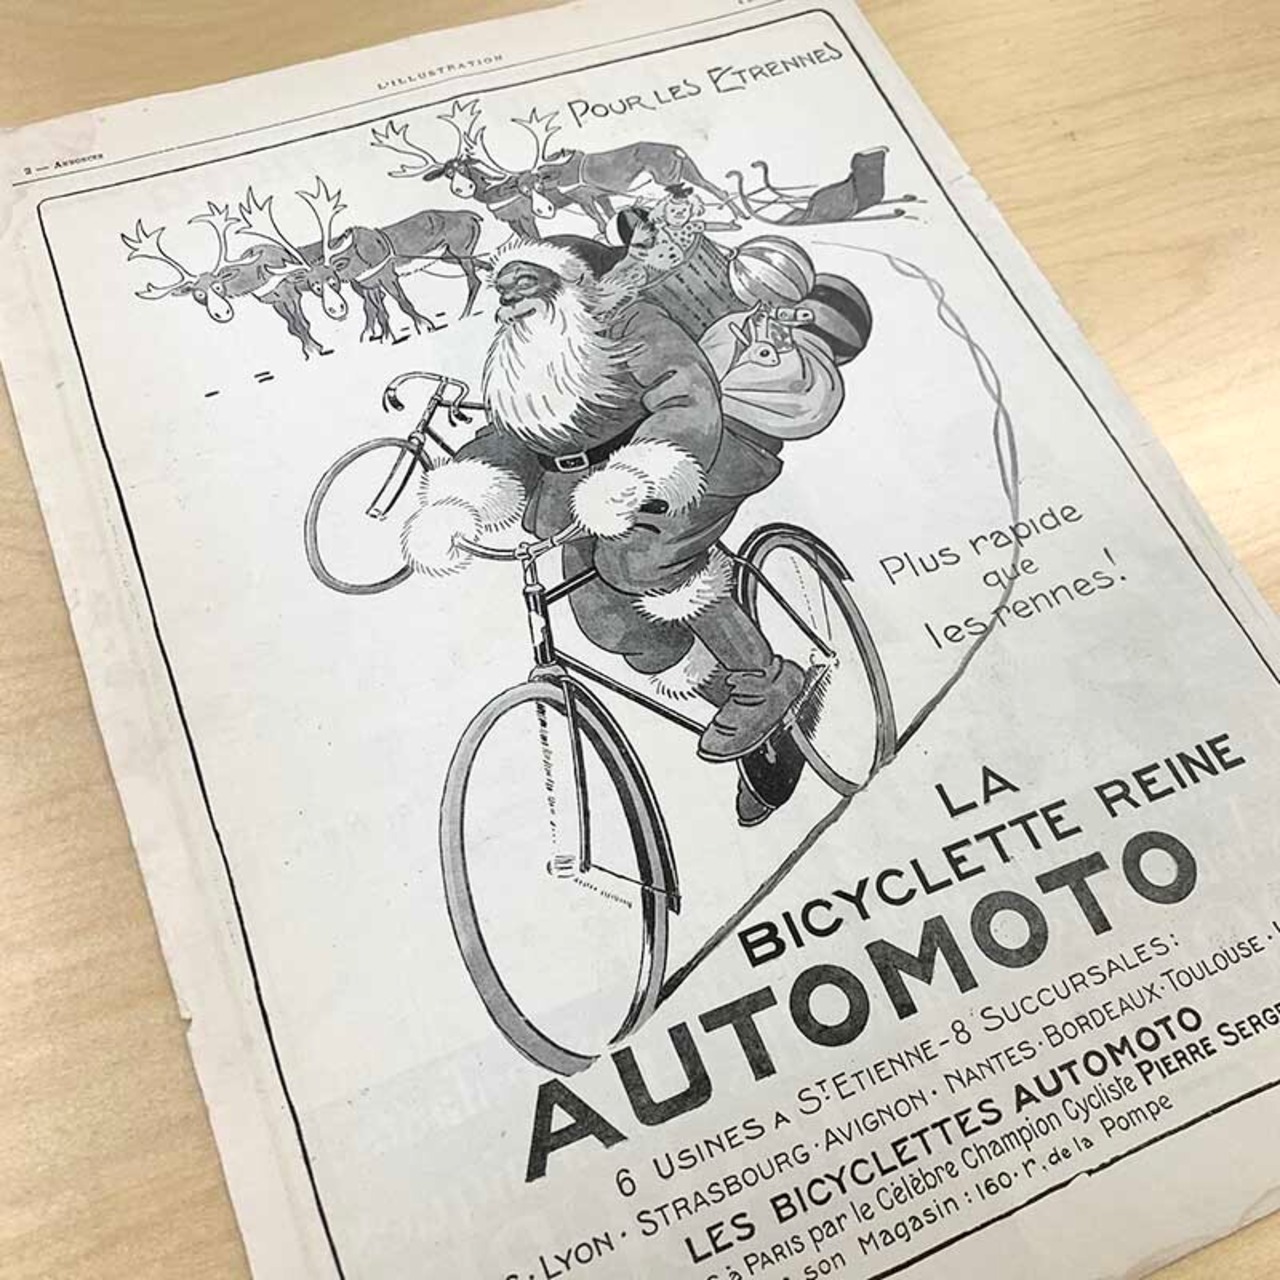 2 — ANNONCES
L'ILLUSTRATION
POUR LES ETRENNES
Plus rapide
que
les rennes!
LA
BICYCLETTE REINE
AUTOMOTO
6 USINES A ST ETIENNE - 8 SUCCURSALES:
LYON · STRASBOURG · AVIGNON · NANTES · BORDEAUX · TOULOUSE ·
LES BICYCLETTES AUTOMOTO
à PARIS par le Célèbre Champion Cycliste PIERRE SERGE
son Magasin: 160 · r. de la Pompe